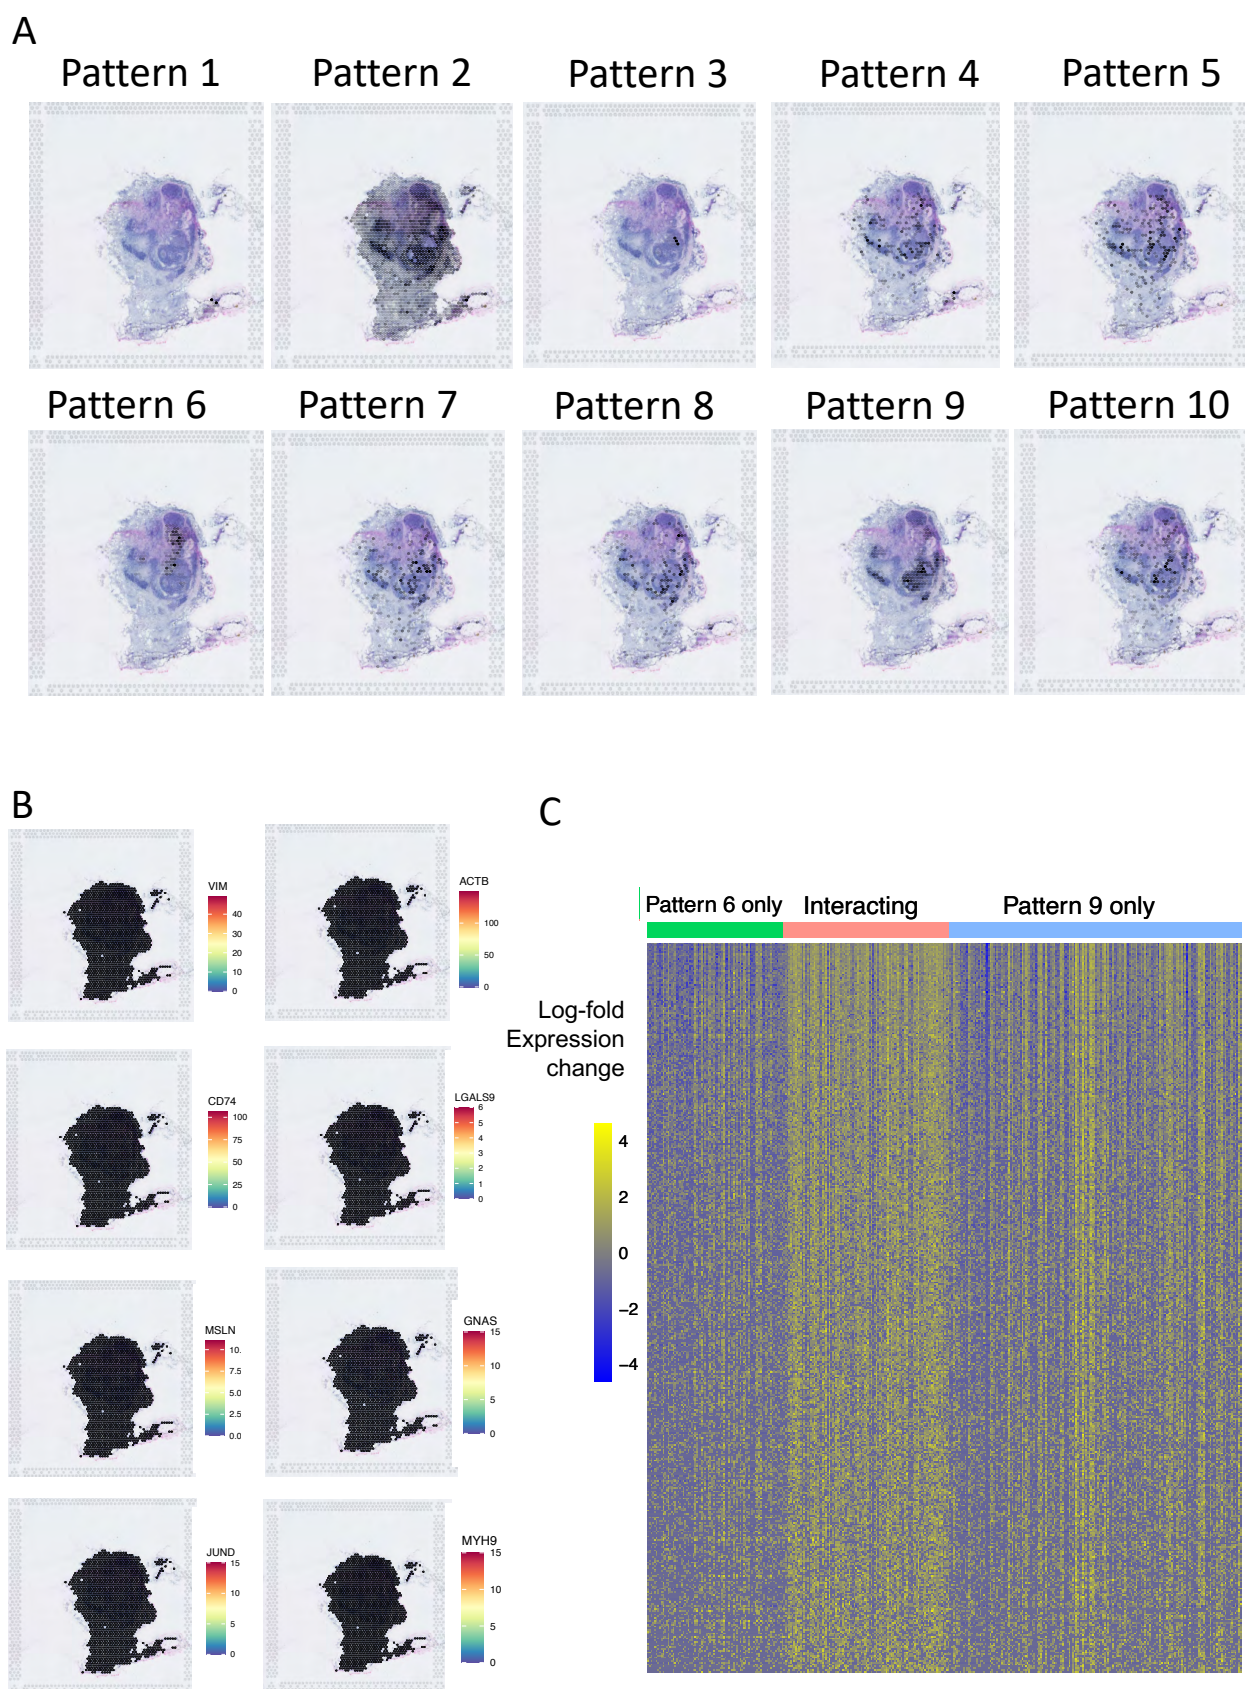 A
Pattern 1 Pattern 2 Pattern 3 Pattern 4 Pattern 5
Pattern 6 Pattern 7 Pattern 8 Pattern 9 Pattern 10
B
C
VIM
40
30
20
10
0
ACTB
100
50
0
CD74
100
75
50
25
0
LGALS9
6
5
4
3
2
1
0
MSLN
10.
7.5
5.0
2.5
0.0
GNAS
15
10
5
0
JUND
15
10
5
0
MYH9
15
10
5
0
Pattern 6 only Interacting Pattern 9 only
Log-fold
Expression
change
4
2
0
−2
−4